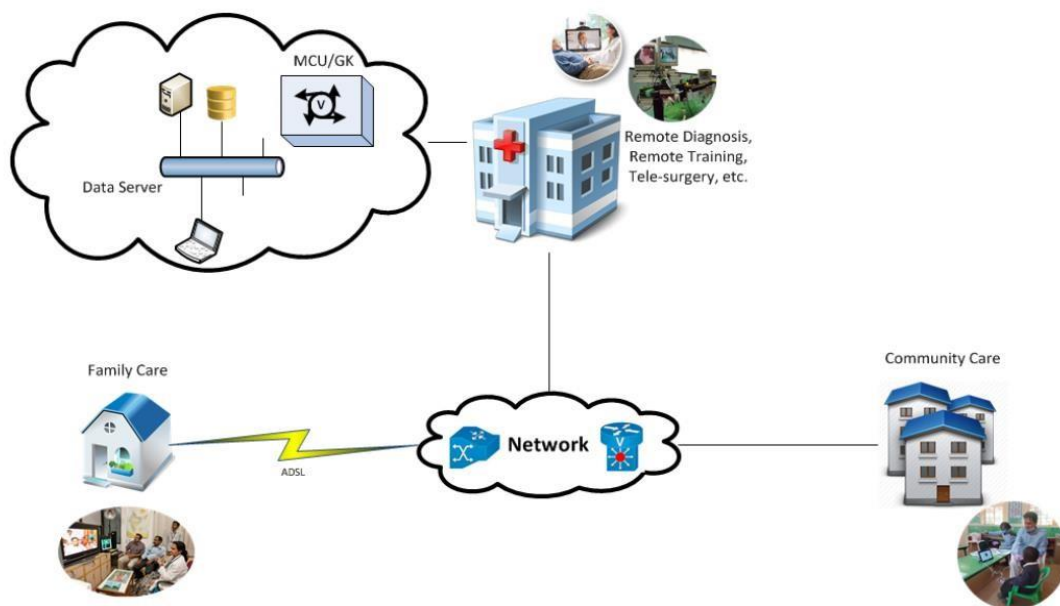 MCU/GK
V
Data Server
Remote Diagnosis,
Remote Training,
Tele-surgery, etc.
Family Care
Community Care
ADSL
Network
V